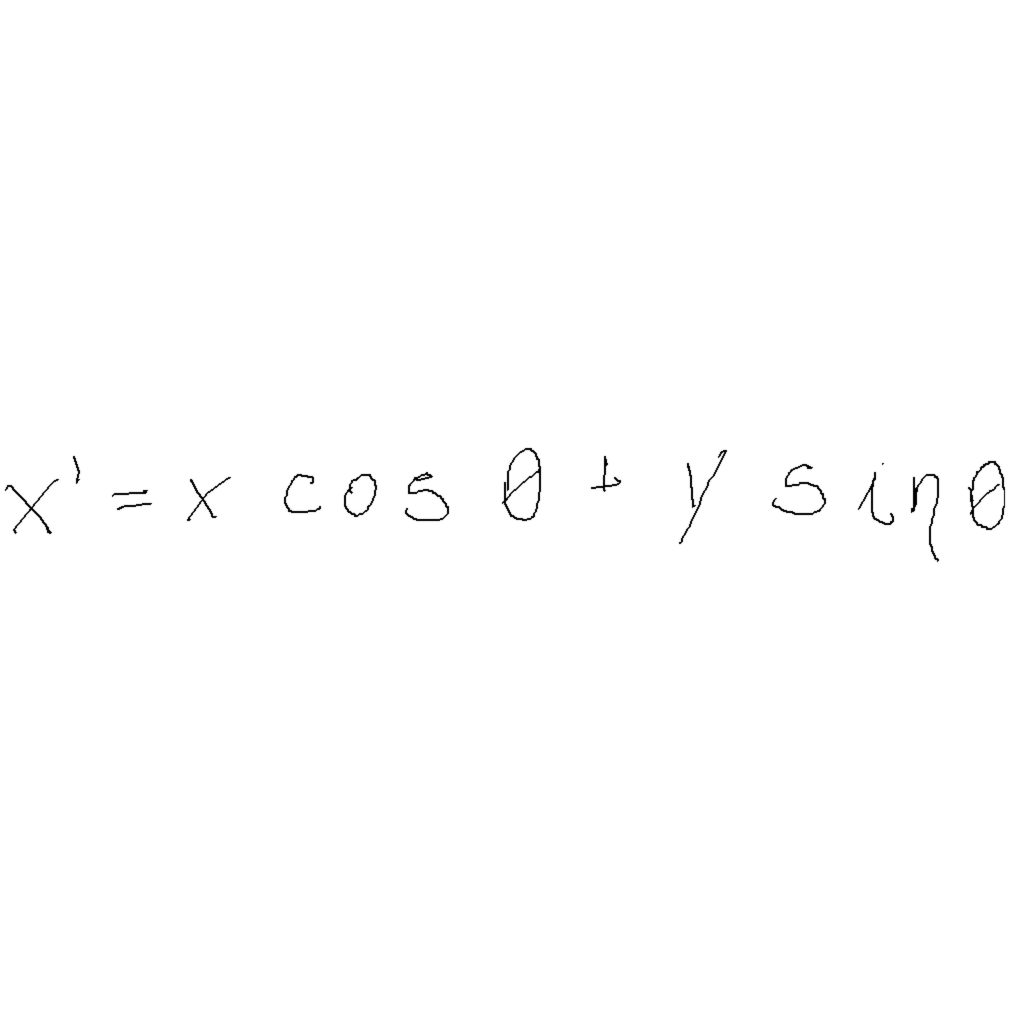 x' = x cos θ + y sin θ